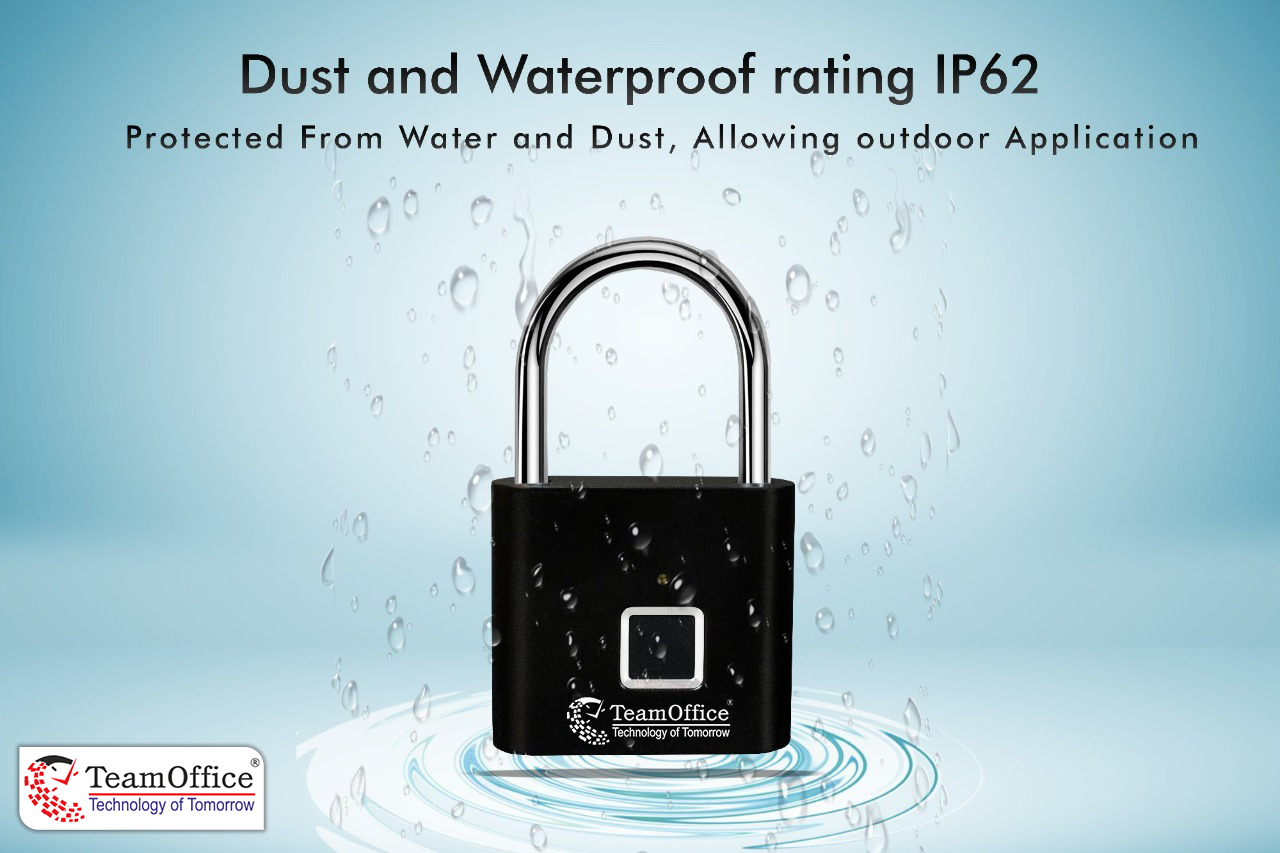 Dust and Waterproof rating IP62
Protected From Water and Dust, Allowing outdoor Application
TeamOffice®
Technology of Tomorrow
TeamOffice®
Technology of Tomorrow